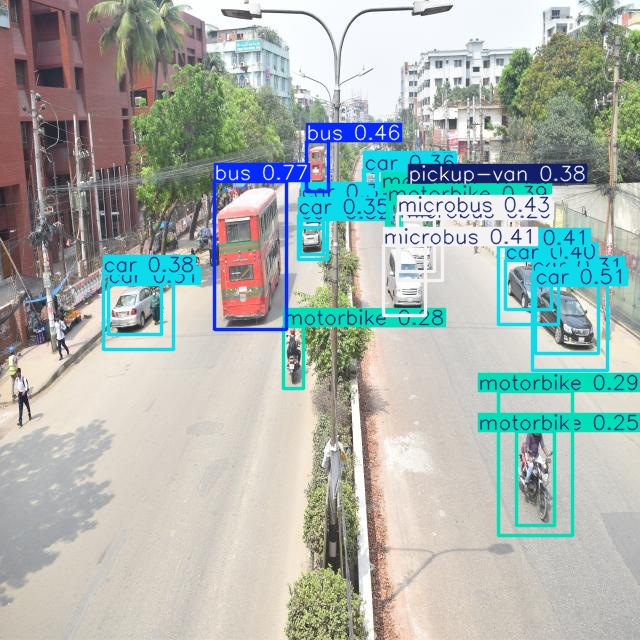 bus 0.46
car 0.36
bus 0.77
pickup-van 0.38
motorbike 0.39
car 0.35
microbus 0.43
microbus 0.41
0.41
car 0.40
car 0.38
car 0.51
motorbike 0.28
motorbike 0.29
motorbike 0.25